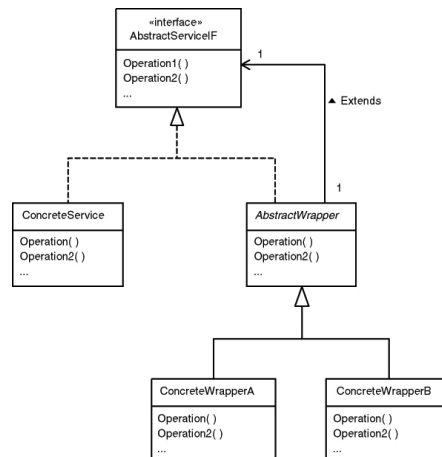 «interface»
AbstractServiceIF
Operation1( )
Operation2( )
...
1
▲ Extends
1
ConcreteService
Operation( )
Operation2( )
...
AbstractWrapper
Operation( )
Operation2( )
...
ConcreteWrapperA
Operation( )
Operation2( )
...
ConcreteWrapperB
Operation( )
Operation2( )
...